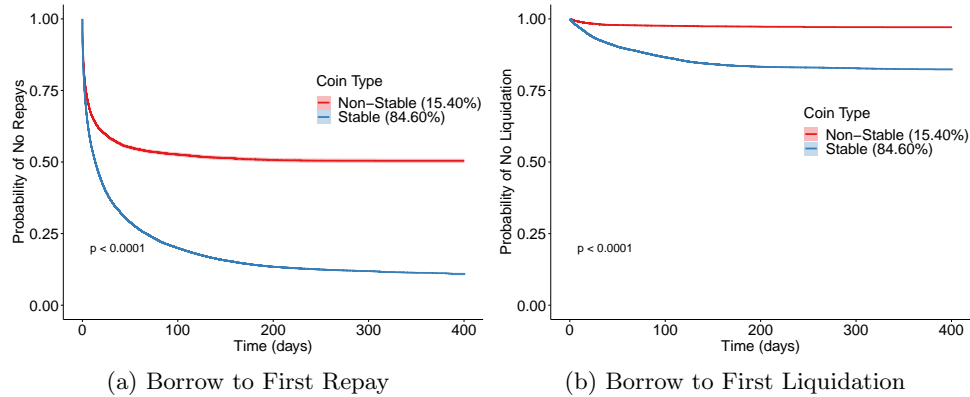 Probability of No Repays
1.00
0.75
0.50
0.25
0.00
Coin Type
Non−Stable (15.40%)
Stable (84.60%)
p < 0.0001
0 100 200 300 400
Time (days)
(a) Borrow to First Repay
Probability of No Liquidation
1.00
0.75
0.50
0.25
0.00
Coin Type
Non−Stable (15.40%)
Stable (84.60%)
p < 0.0001
0 100 200 300 400
Time (days)
(b) Borrow to First Liquidation